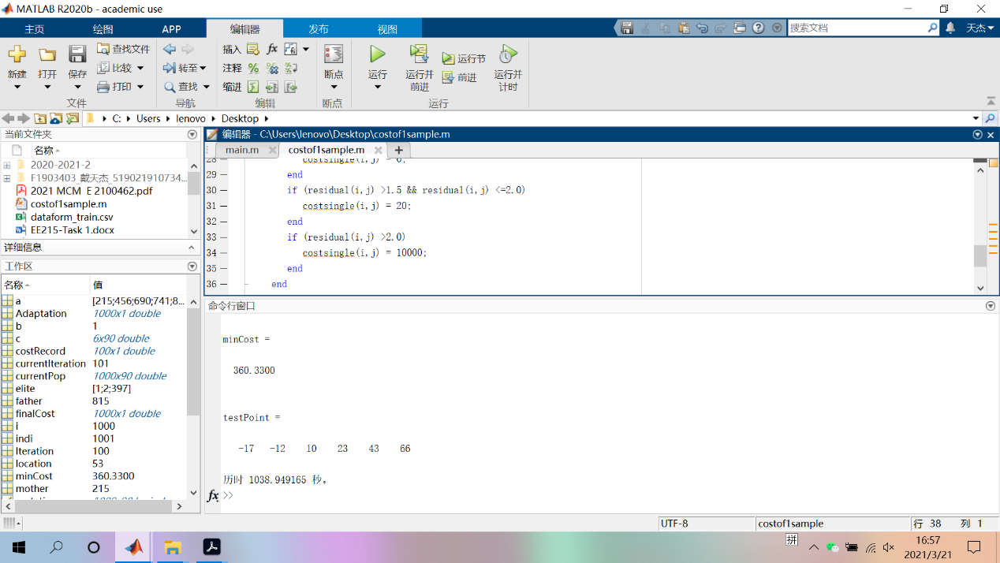 MATLAB R2020b - academic use
主页 绘图 APP 编辑器 发布 视图 搜索文档 天杰
新建 打开 保存 查找文件 比较 打印 转至 查找 插入 fx 注释 缩进 断点 运行 运行并前进 运行节 前进 运行并计时
文件 导航 编辑 断点 运行
C: Users lenovo Desktop
当前文件夹
名称
2020-2021-2
F1903403_戴天杰_519021910734...
2021 MCM E 2100462.pdf
costof1sample.m
dataform_train.csv
EE215-Task 1.docx
详细信息
工作区
名称 值
a [215;456;690;741;8...
Adaptation 1000x1 double
b 1
c 6x90 double
costRecord 100x1 double
currentIteration 101
currentPop 1000x90 double
elite [1;2;397]
father 815
finalCost 1000x1 double
i 1000
indi 1001
Iteration 100
location 53
minCost 360.3300
mother 215
编辑器 - C:\Users\lenovo\Desktop\costof1sample.m
main.m costof1sample.m
28 costsingle(i,j) = 6;
29 end
30 if (residual(i,j) >1.5 && residual(i,j) <=2.0)
31 costsingle(i,j) = 20;
32 end
33 if (residual(i,j) >2.0)
34 costsingle(i,j) = 10000;
35 end
36 end
命令行窗口
minCost =
360.3300
testPoint =
-17 -12 10 23 43 66
历时 1038.949165 秒。
fx >>
UTF-8 costof1sample 行 38 列 1
拼
16:57
2021/3/21